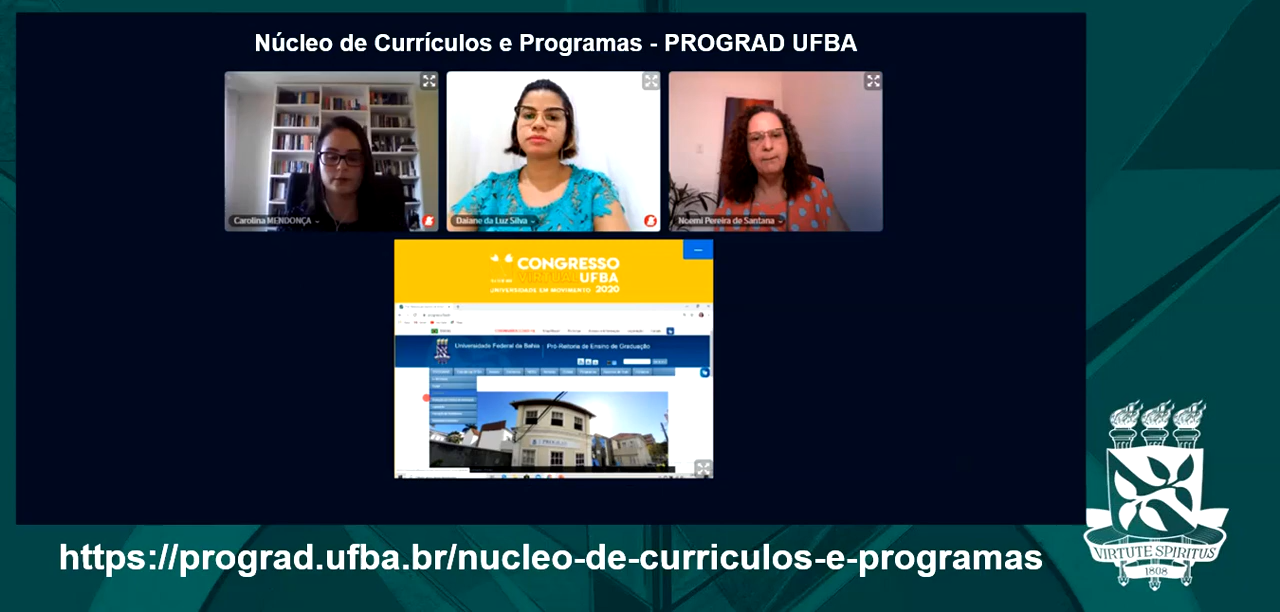 Núcleo de Currículos e Programas - PROGRAD UFBA
Carolina MENDONÇA
Daiane da Luz Silva
Noemi Pereira de Santana
CONGRESSO
VIRTUAL UFBA
UNIVERSIDADE EM MOVIMENTO 2020
Universidade Federal da Bahia
Pró-Reitoria de Ensino de Graduação
PROGRAD
https://prograd.ufba.br/nucleo-de-curriculos-e-programas
VIRTUTE SPIRITUS
1808